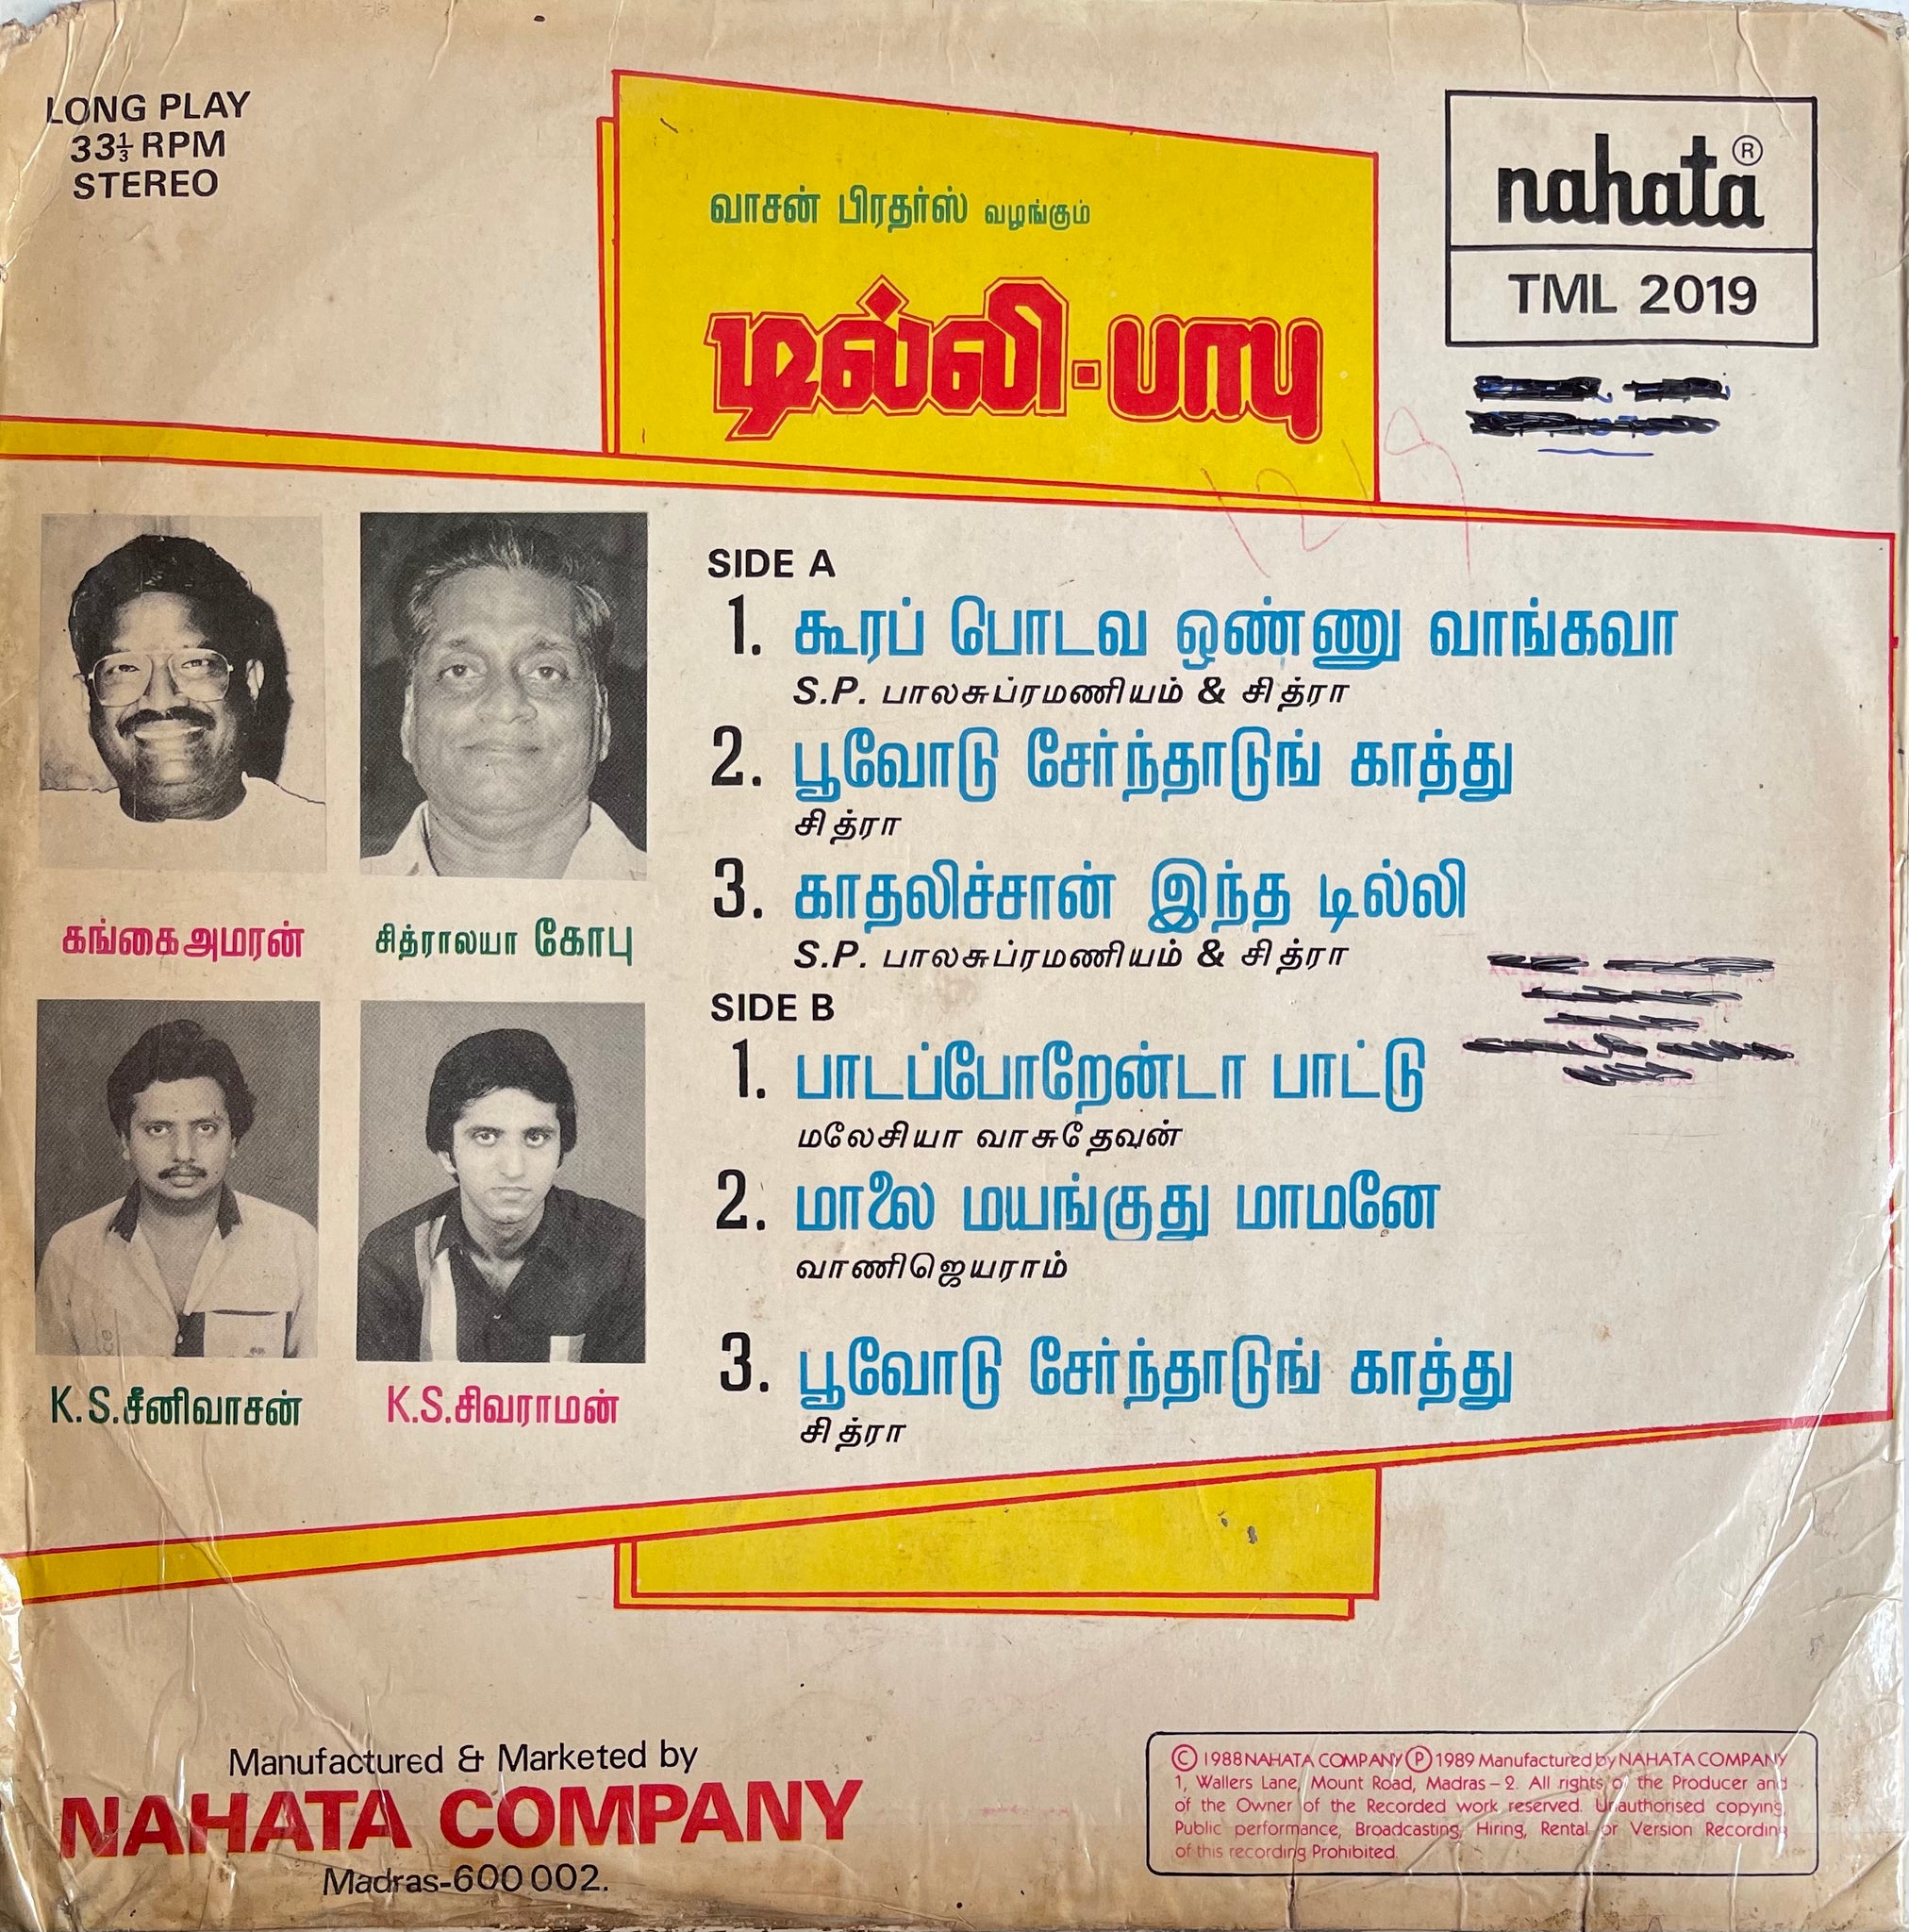 LONG PLAY
33⅓ RPM
STEREO
வாசன் பிரதர்ஸ் வழங்கும்
டில்லி-பாபு
nahata ®
TML 2019
1219
கங்கை அமரன்
சித்ராலயா கோபு
K.S.சீனிவாசன்
K.S.சிவராமன்
SIDE A
1. கூரப் பொடவ ஒண்ணு வாங்கவா
S.P. பாலசுப்ரமணியம் & சித்ரா
2. பூவோடு சேர்ந்தாடுங் காத்து
சித்ரா
3. காதலிச்சான் இந்த டில்லி
S.P. பாலசுப்ரமணியம் & சித்ரா
SIDE B
1. பாடப்போறேன்டா பாட்டு
மலேசியா வாசுதேவன்
2. மாலை மயங்குது மாமனே
வாணிஜெயராம்
3. பூவோடு சேர்ந்தாடுங் காத்து
சித்ரா
Manufactured & Marketed by
NAHATA COMPANY
Madras-600 002.
© 1988 NAHATA COMPANY Ⓟ 1989 Manufactured by NAHATA COMPANY
1, Wallers Lane, Mount Road, Madras – 2. All rights of the Producer and
of the Owner of the Recorded work reserved. Unauthorised copying,
Public performance, Broadcasting, Hiring, Rental or Version Recording
of this recording Prohibited.